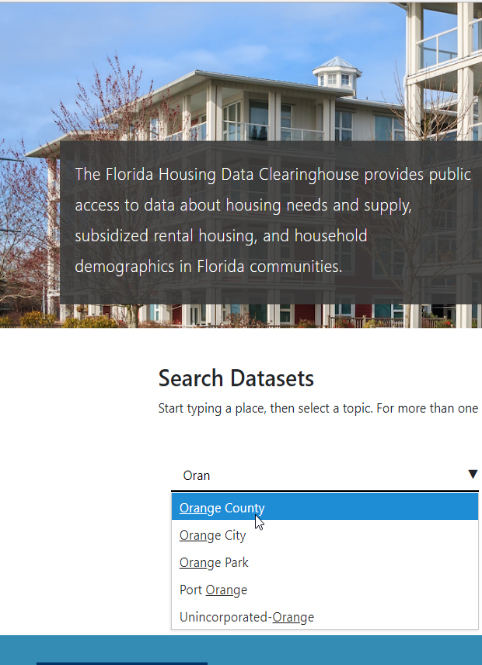 The Florida Housing Data Clearinghouse provides public
access to data about housing needs and supply,
subsidized rental housing, and household
demographics in Florida communities.
Search Datasets
Start typing a place, then select a topic. For more than one
Oran
Orange County
Orange City
Orange Park
Port Orange
Unincorporated-Orange